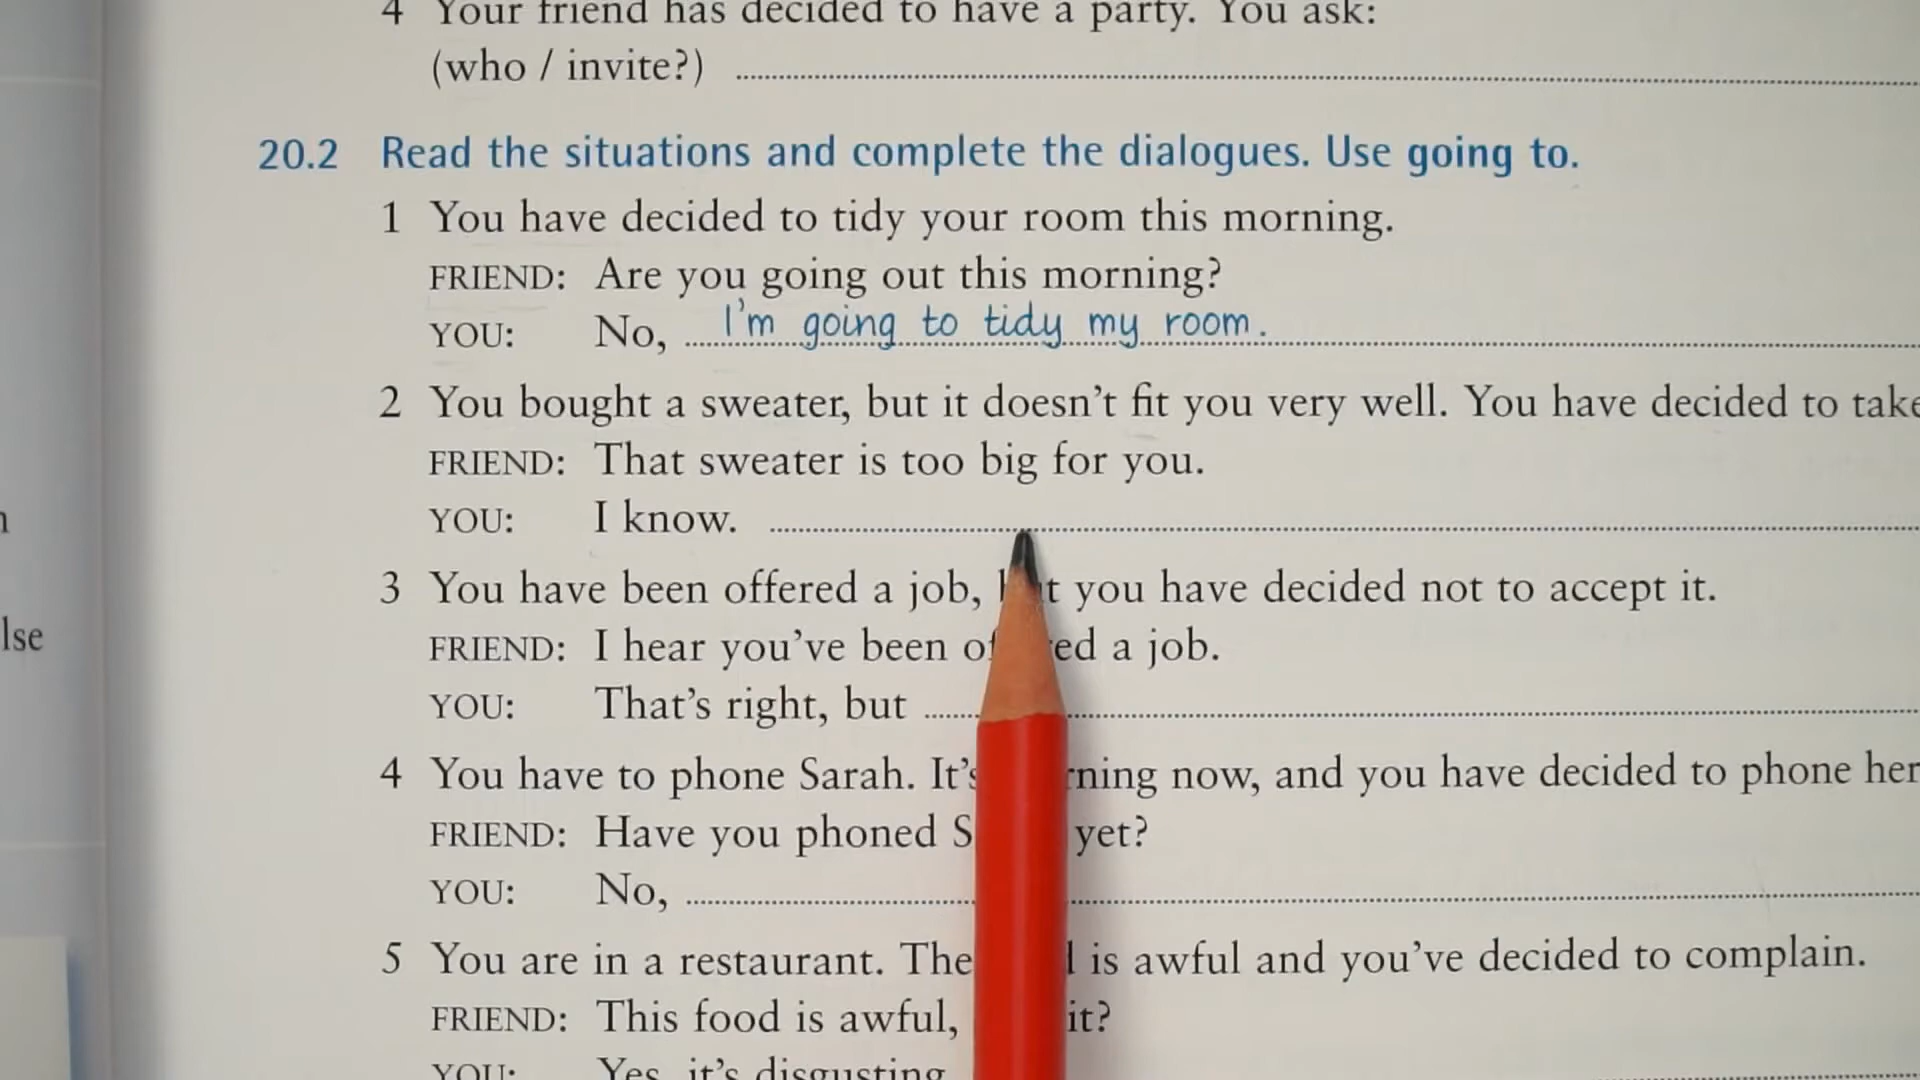 4 Your friend has decided to have a party. You ask:
(who / invite?)
20.2 Read the situations and complete the dialogues. Use going to.
1 You have decided to tidy your room this morning.
FRIEND: Are you going out this morning?
YOU: No, I'm going to tidy my room.
2 You bought a sweater, but it doesn't fit you very well. You have decided to take
FRIEND: That sweater is too big for you.
YOU: I know.
3 You have been offered a job, you have decided not to accept it.
lse
FRIEND: I hear you've been a job.
YOU: That's right, but
4 You have to phone Sarah. It's now, and you have decided to phone her
FRIEND: Have you phoned yet?
YOU: No,
5 You are in a restaurant. The is awful and you've decided to complain.
FRIEND: This food is awful, it?
YOU: Yes, it's disgusting